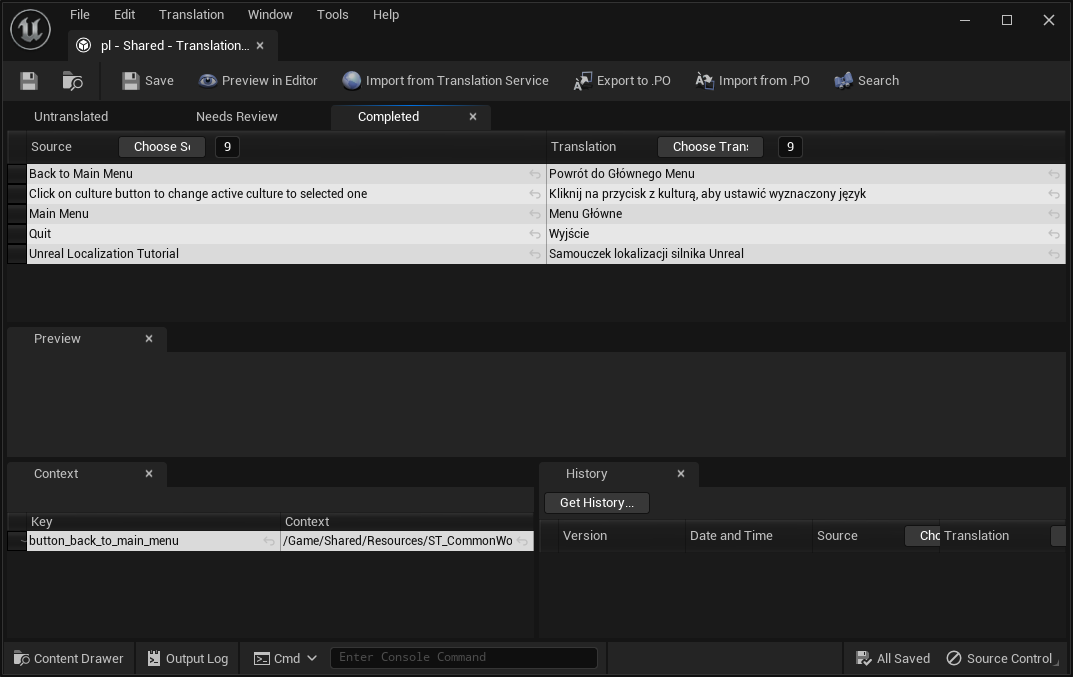 File Edit Translation Window Tools Help
pl - Shared - Translation...
Save Preview in Editor Import from Translation Service Export to .PO Import from .PO Search
Untranslated Needs Review Completed
Source Choose Sc 9 Translation Choose Trans 9
Back to Main Menu Powrót do Głównego Menu
Click on culture button to change active culture to selected one Kliknij na przycisk z kulturą, aby ustawić wyznaczony język
Main Menu Menu Główne
Quit Wyjście
Unreal Localization Tutorial Samouczek lokalizacji silnika Unreal
Preview
Context History
Get History...
Key Context
Version Date and Time Source Cho Translation
button_back_to_main_menu /Game/Shared/Resources/ST_CommonWo
Content Drawer Output Log Cmd Enter Console Command All Saved Source Control